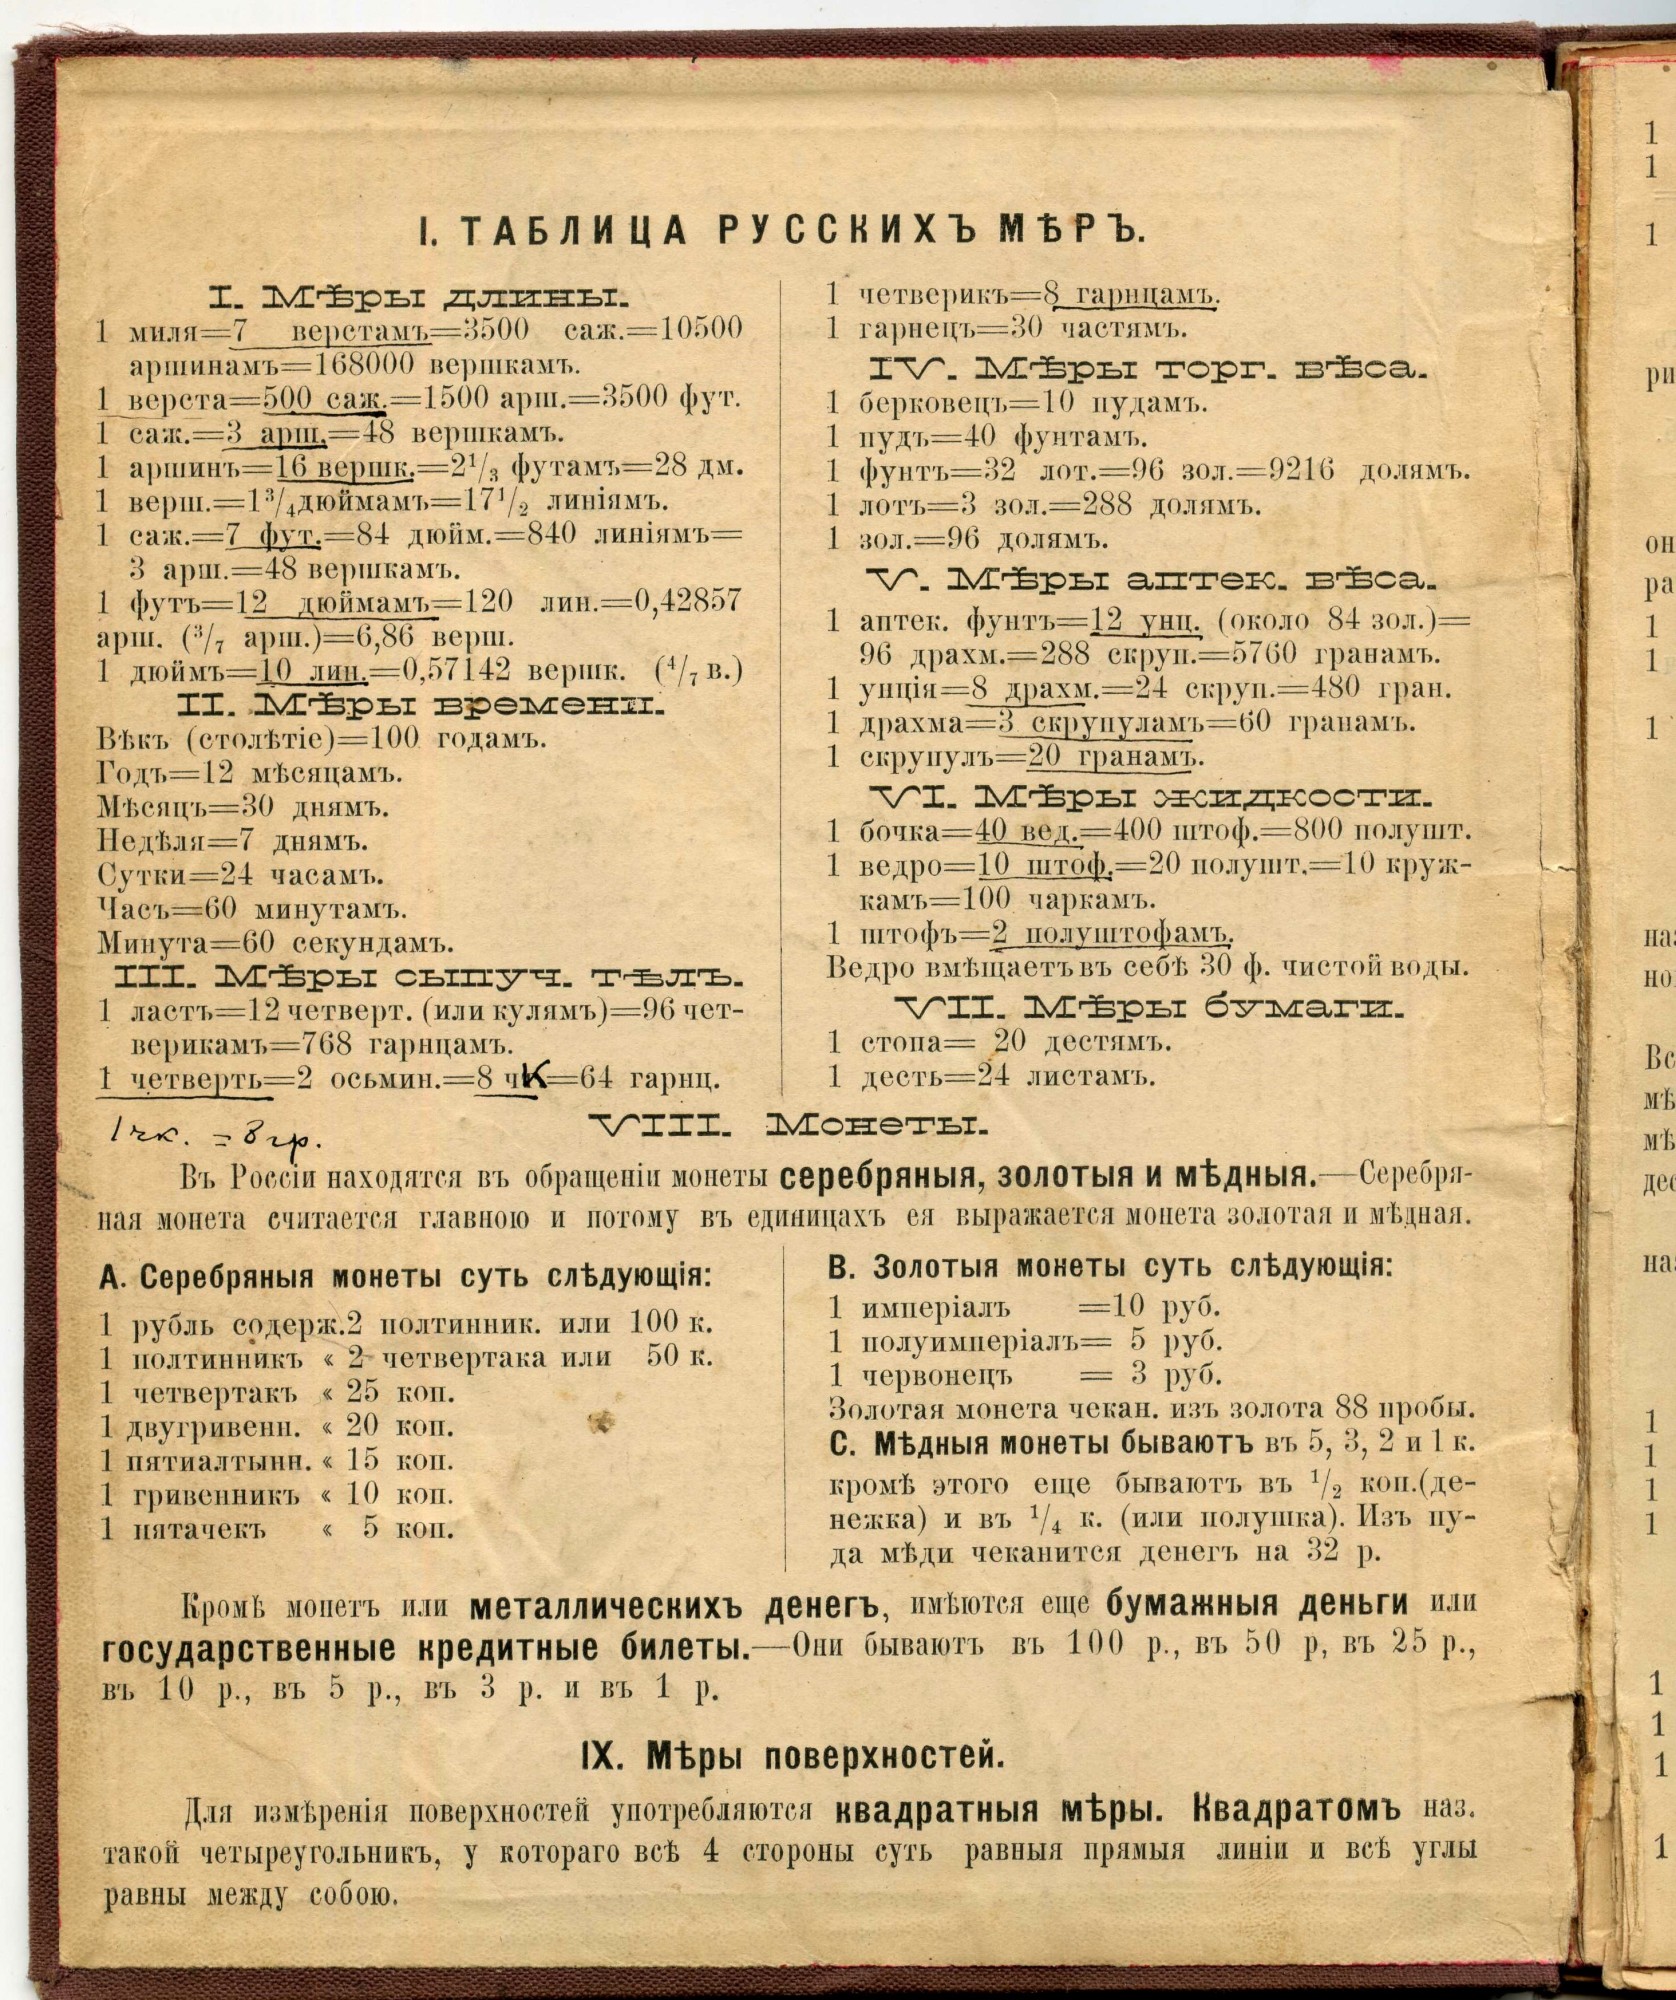 I. ТАБЛИЦА РУССКИХЪ МѢРЪ.
I. Мѣры длины.
1 миля=7 верстамъ=3500 саж.=10500
аршинамъ=168000 вершкамъ.
1 верста=500 саж.=1500 арш.=3500 фут.
1 саж.=3 арш.=48 вершкамъ.
1 аршинъ=16 вершк.=2¹/₃ футамъ=28 дм.
1 верш.=1³/₄дюймамъ=17¹/₂ линіямъ.
1 саж.=7 фут.=84 дюйм.=840 линіямъ=
3 арш.=48 вершкамъ.
1 футъ=12 дюймамъ=120 лин.=0,42857
арш. (³/₇ арш.)=6,86 верш.
1 дюймъ=10 лин.=0,57142 вершк. (⁴/₇ в.)
II. Мѣры времени.
Вѣкъ (столѣтіе)=100 годамъ.
Годъ=12 мѣсяцамъ.
Мѣсяцъ=30 днямъ.
Недѣля=7 днямъ.
Сутки=24 часамъ.
Часъ=60 минутамъ.
Минута=60 секундамъ.
III. Мѣры сыпуч. тѣлъ.
1 ластъ=12 четверт. (или кулямъ)=96 чет-
верикамъ=768 гарнцамъ.
1 четверть=2 осьмин.=8 чк=64 гарнц.
1 чк. = 8 гр.
1 четверикъ=8 гарнцамъ.
1 гарнецъ=30 частямъ.
IV. Мѣры торг. вѣса.
1 берковецъ=10 пудамъ.
1 пудъ=40 фунтамъ.
1 фунтъ=32 лот.=96 зол.=9216 долямъ.
1 лотъ=3 зол.=288 долямъ.
1 зол.=96 долямъ.
V. Мѣры аптек. вѣса.
1 аптек. фунтъ=12 унц. (около 84 зол.)=
96 драхм.=288 скруп.=5760 гранамъ.
1 унція=8 драхм.=24 скруп.=480 гран.
1 драхма=3 скрупуламъ=60 гранамъ.
1 скрупулъ=20 гранамъ.
VI. Мѣры жидкости.
1 бочка=40 вед.=400 штоф.=800 полушт.
1 ведро=10 штоф.=20 полушт.=10 круж-
камъ=100 чаркамъ.
1 штофъ=2 полуштофамъ.
Ведро вмѣщаетъ въ себѣ 30 ф. чистой воды.
VII. Мѣры бумаги.
1 стопа= 20 дестямъ.
1 десть=24 листамъ.
VIII. Монеты.
Въ Россіи находятся въ обращеніи монеты серебряныя, золотыя и мѣдныя.—Серебря-
ная монета считается главною и потому въ единицахъ ея выражается монета золотая и мѣдная.
А. Серебряныя монеты суть слѣдующія:
1 рубль содерж.2 полтинник. или 100 к.
1 полтинникъ « 2 четвертака или 50 к.
1 четвертакъ « 25 коп.
1 двугривенн. « 20 коп.
1 пятиалтынн. « 15 коп.
1 гривенникъ « 10 коп.
1 пятачекъ « 5 коп.
В. Золотыя монеты суть слѣдующія:
1 имперіалъ =10 руб.
1 полуимперіалъ= 5 руб.
1 червонецъ = 3 руб.
Золотая монета чекан. изъ золота 88 пробы.
С. Мѣдныя монеты бываютъ въ 5, 3, 2 и 1 к.
кромѣ этого еще бываютъ въ ¹/₂ коп.(де-
нежка) и въ ¹/₄ к. (или полушка). Изъ пу-
да мѣди чеканится денегъ на 32 р.
Кромѣ монетъ или металлическихъ денегъ, имѣются еще бумажныя деньги или
государственные кредитные билеты.—Они бываютъ въ 100 р., въ 50 р, въ 25 р.,
въ 10 р., въ 5 р., въ 3 р. и въ 1 р.
IX. Мѣры поверхностей.
Для измѣренія поверхностей употребляются квадратныя мѣры. Квадратомъ наз.
такой четыреугольникъ, у котораго всѣ 4 стороны суть равныя прямыя линіи и всѣ углы
равны между собою.